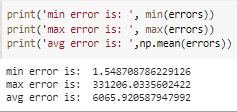 print('min error is: ', min(errors))
print('max error is: ', max(errors))
print('avg error is: ',np.mean(errors))
min error is:  1.548708786229126
max error is:  331206.0335602422
avg error is:  6065.920587947992